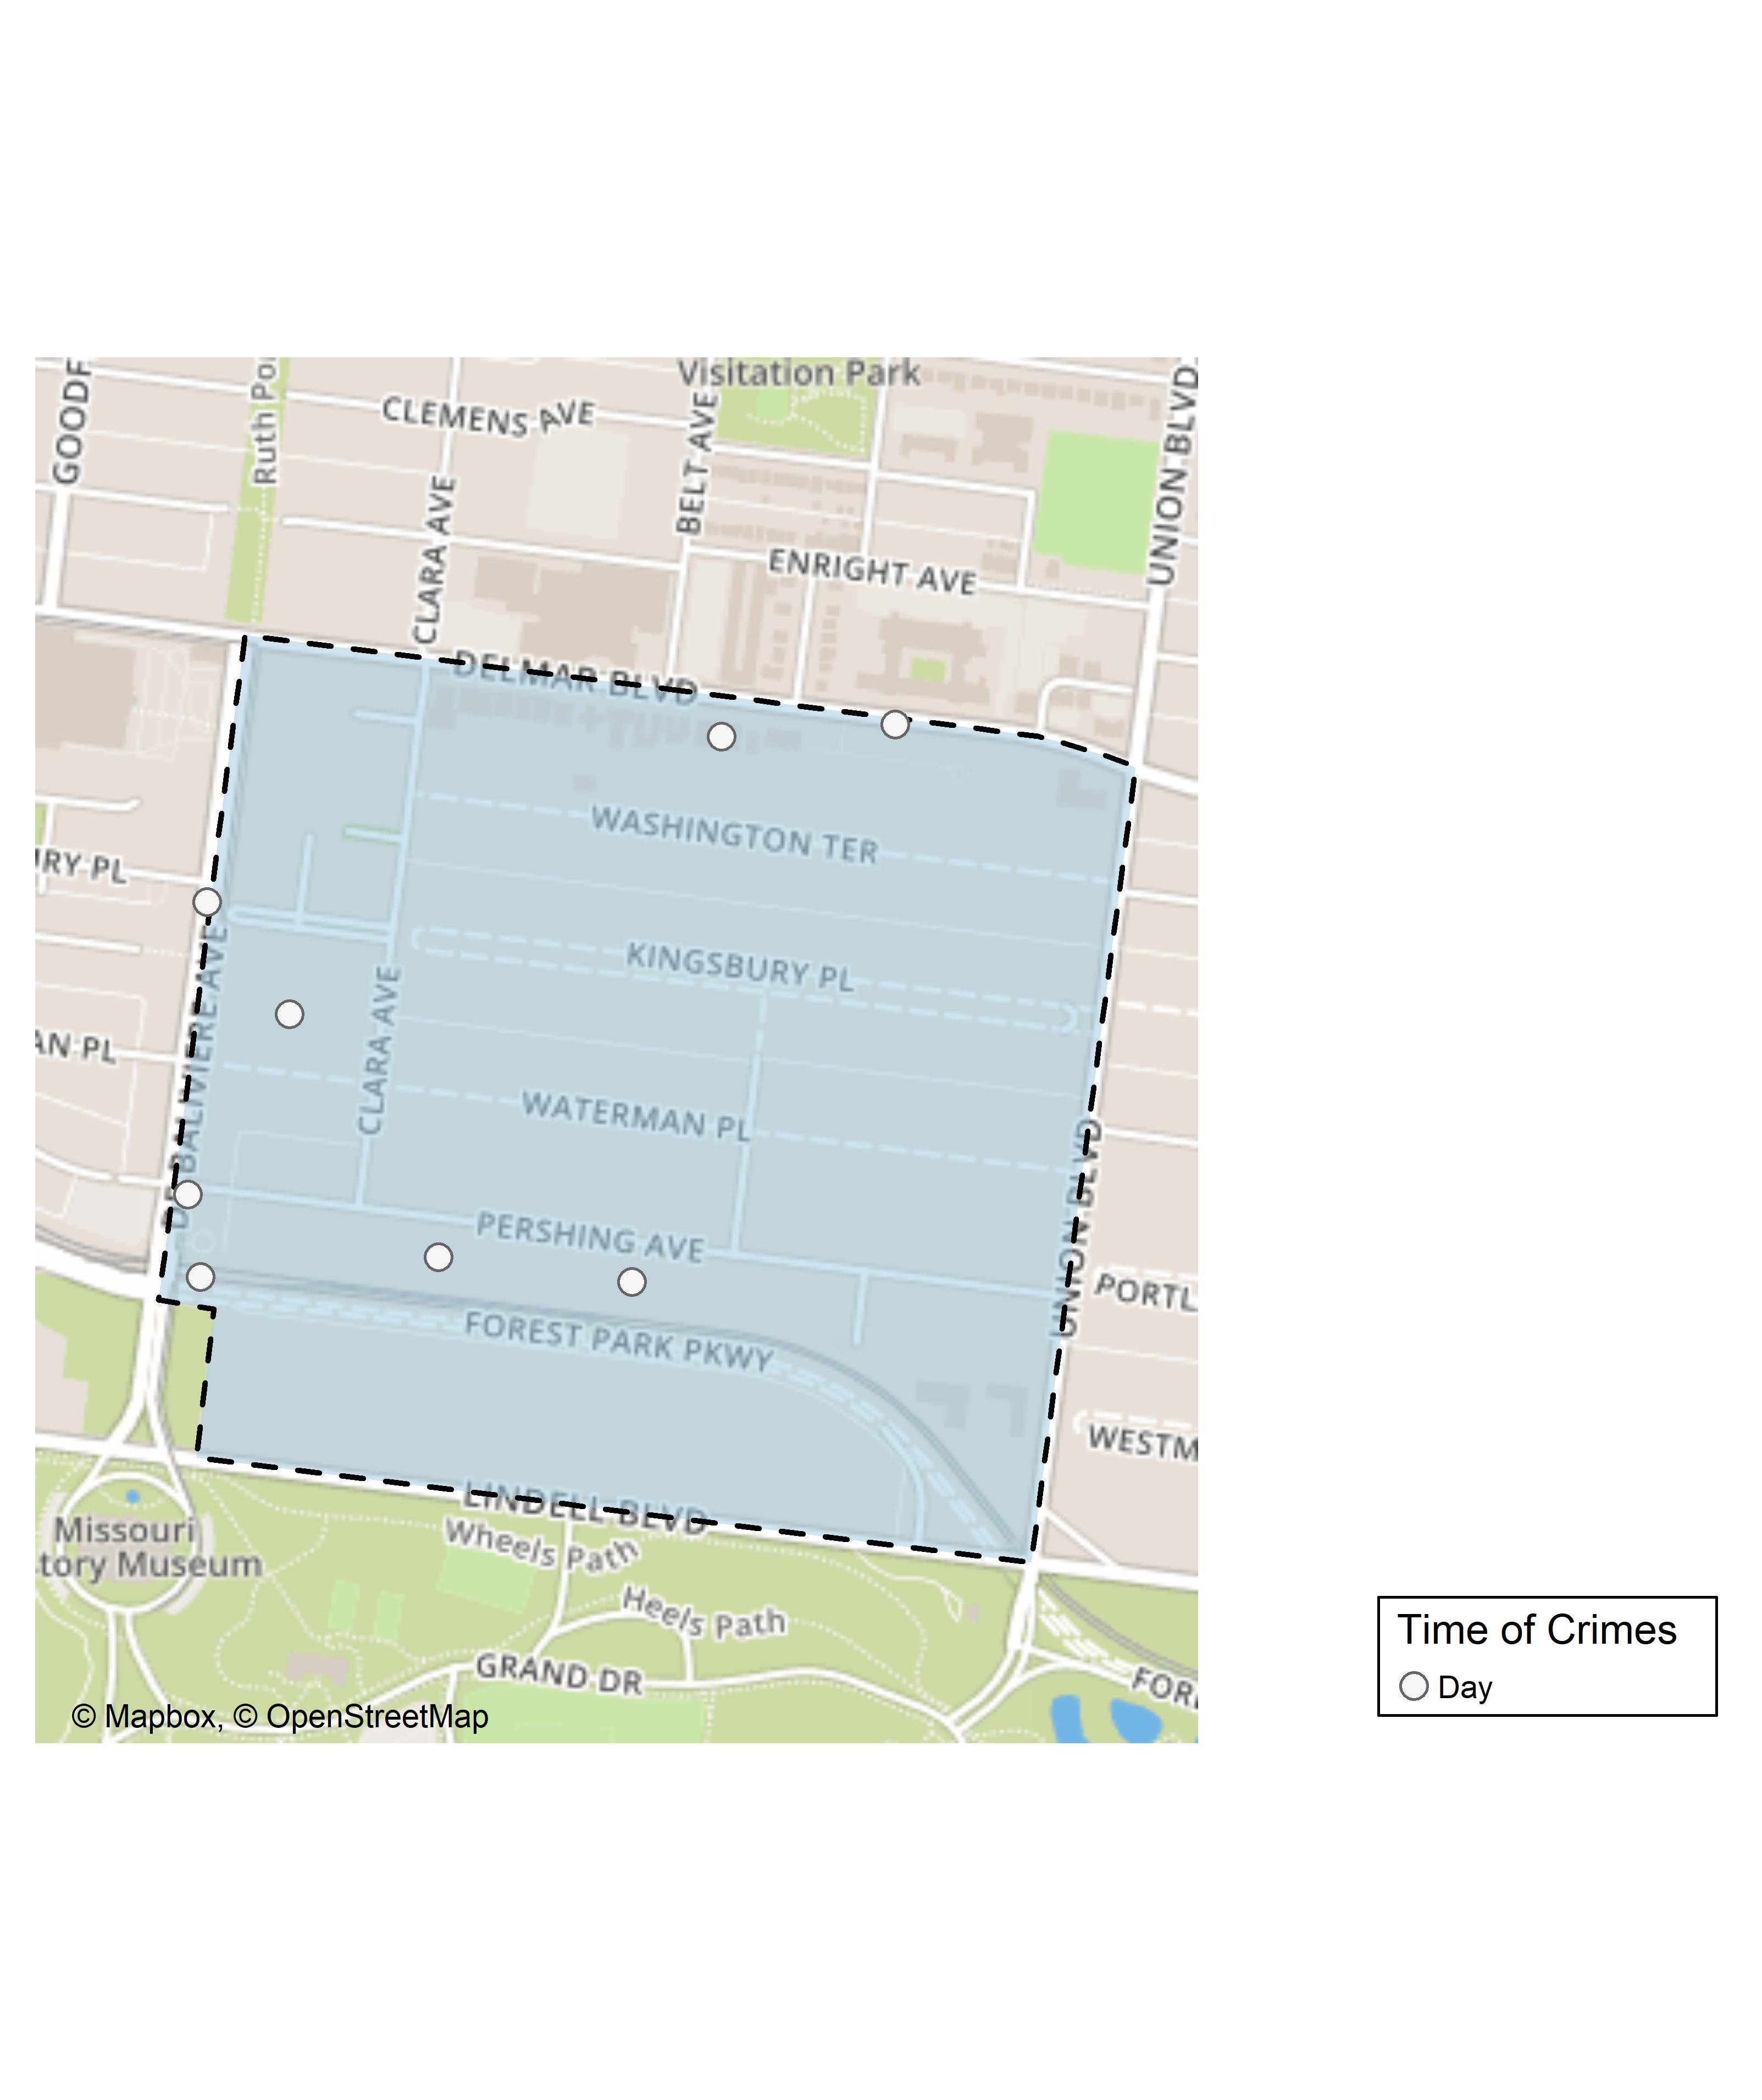 Visitation Park
GOODF
Ruth Po
CLEMENS AVE
BELT AVE
UNION BLVD
CLARA AVE
ENRIGHT AVE
DELMAR BLVD
WASHINGTON TER
RY PL
KINGSBURY PL
DE BALIVIERE AVE
CLARA AVE
AN PL
WATERMAN PL
UNION BLVD
PERSHING AVE
PORTL
FOREST PARK PKWY
WESTM
LINDELL BLVD
Wheels Path
Missouri
tory Museum
Heels Path
GRAND DR
FOR
© Mapbox, © OpenStreetMap
Time of Crimes
Day